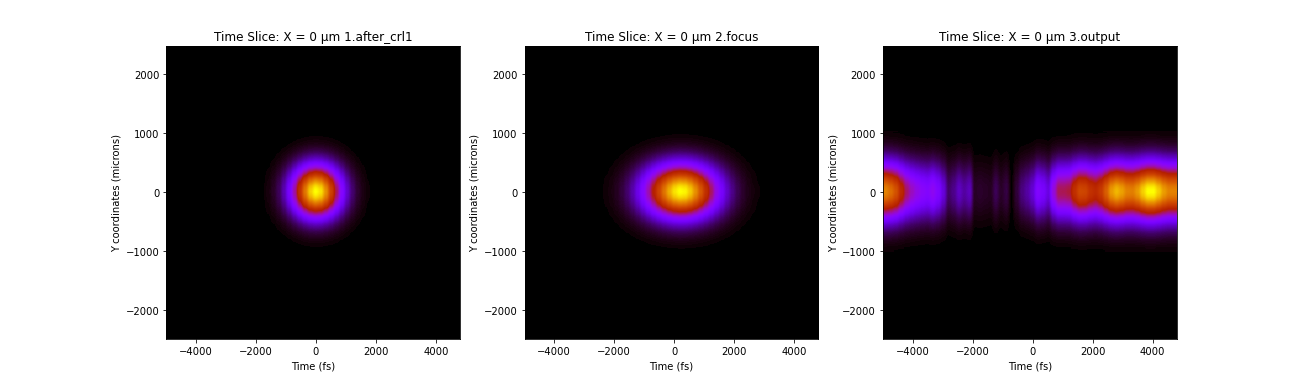 Time Slice: X = 0 μm 1.after_crl1
Y coordinates (microns)
2000
1000
0
−1000
−2000
−4000 −2000 0 2000 4000
Time (fs)
Time Slice: X = 0 μm 2.focus
Y coordinates (microns)
2000
1000
0
−1000
−2000
−4000 −2000 0 2000 4000
Time (fs)
Time Slice: X = 0 μm 3.output
Y coordinates (microns)
2000
1000
0
−1000
−2000
−4000 −2000 0 2000 4000
Time (fs)